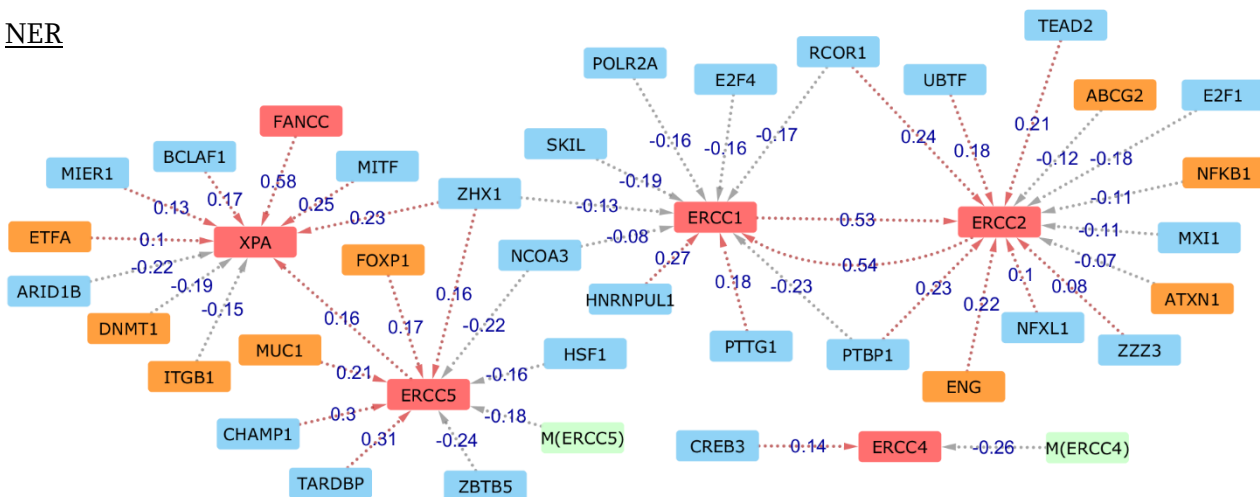 NER
TEAD2
POLR2A
E2F4
RCOR1
UBTF
ABCG2
E2F1
FANCC
BCLAF1
MITF
MIER1
SKIL
ZHX1
NFKB1
ETFA
XPA
ERCC1
ERCC2
MXI1
ARID1B
FOXP1
NCOA3
HNRNPUL1
ATXN1
DNMT1
NFXL1
MUC1
HSF1
PTTG1
PTBP1
ZZZ3
ITGB1
ERCC5
ENG
CHAMP1
M(ERCC5)
CREB3
ERCC4
M(ERCC4)
TARDBP
ZBTB5
0.58
0.17
0.25
0.13
0.23
0.1
-0.22
-0.19
-0.15
0.16
0.17
0.16
-0.22
0.21
-0.16
0.3
-0.18
0.31
-0.24
-0.16
-0.16
-0.17
-0.19
-0.13
-0.08
0.27
0.18
-0.23
0.53
0.54
0.24
0.18
0.21
-0.12
-0.18
-0.11
-0.11
-0.07
0.23
0.22
0.1
0.08
0.14
-0.26